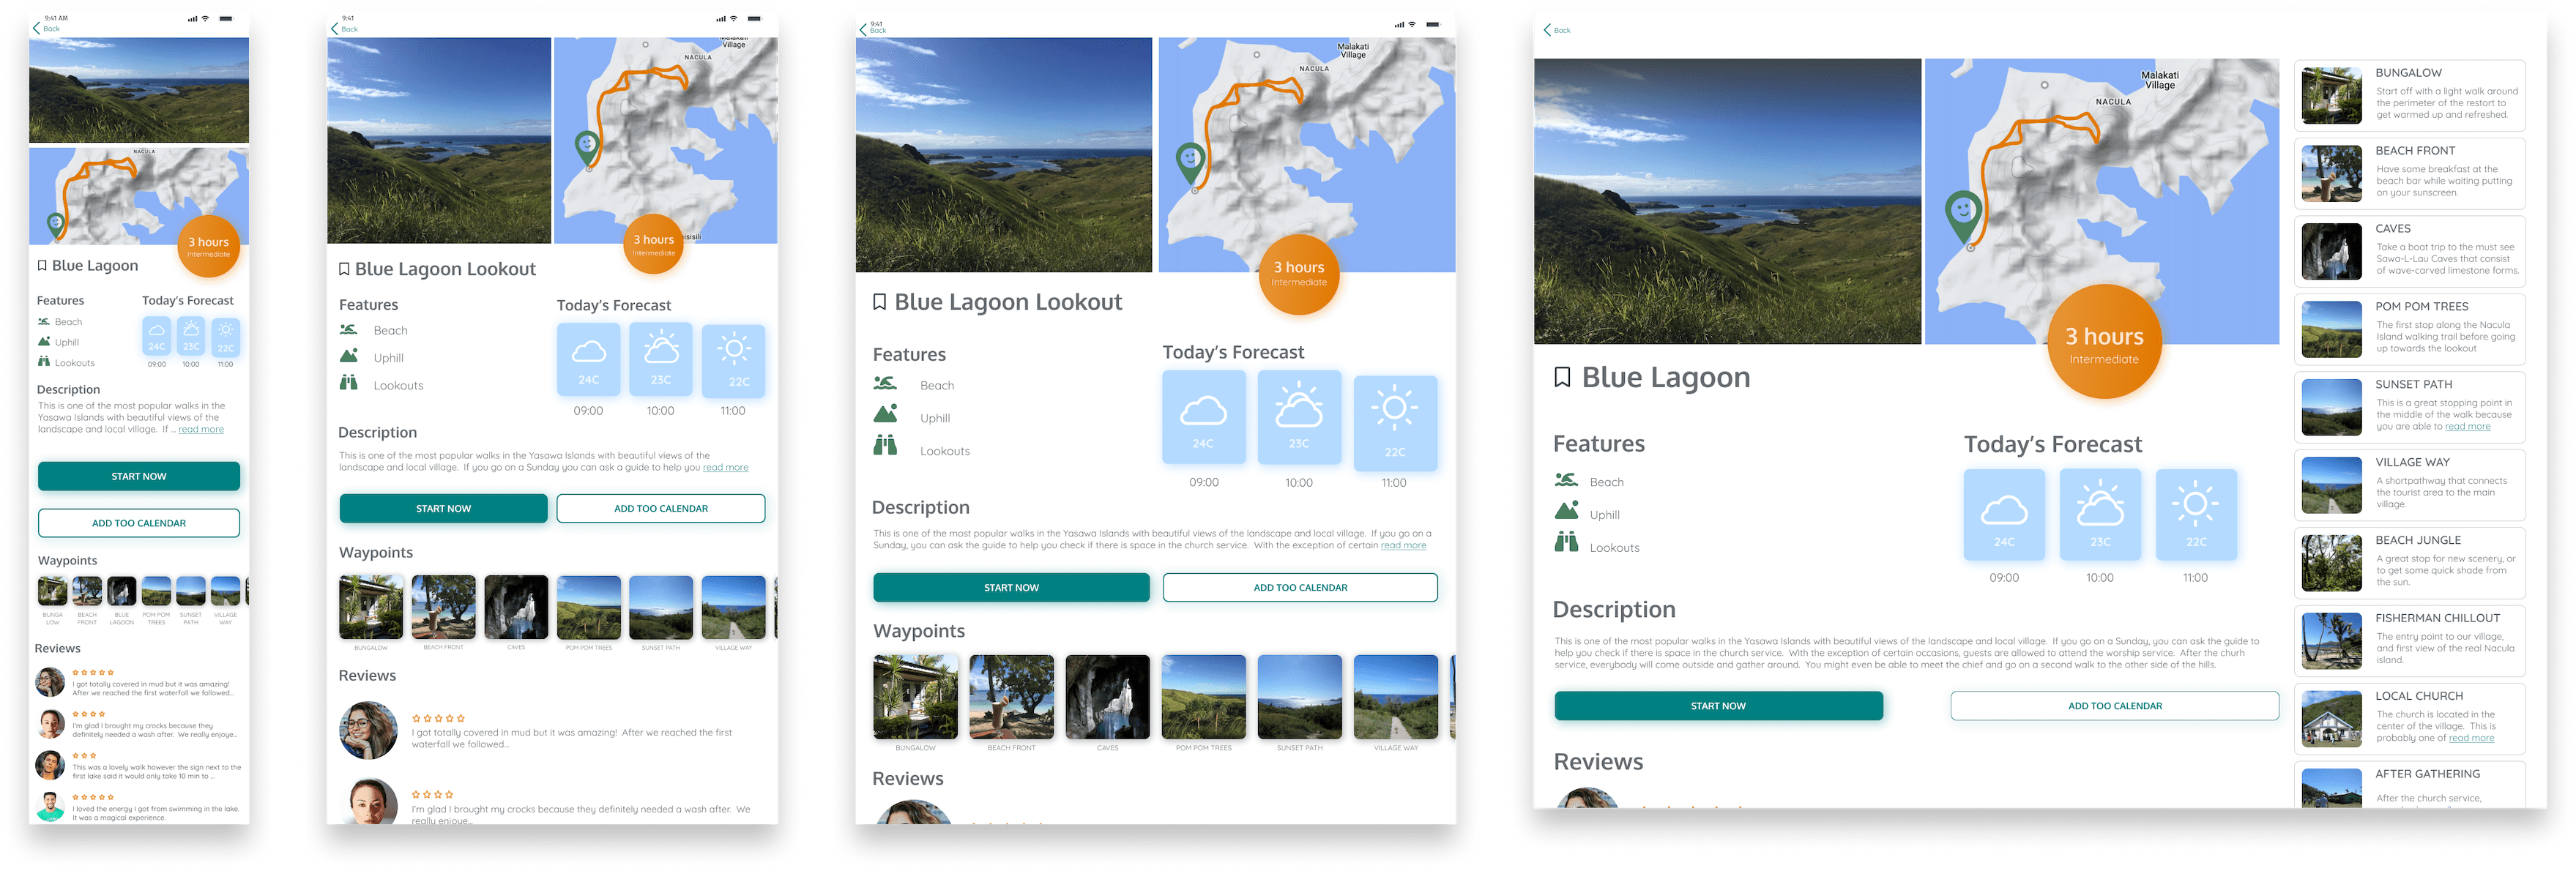 9:41 AM
Back
NACULA
3 hours
Intermediate
Blue Lagoon
Features
Beach
Uphill
Lookouts
Today's Forecast
24C
23C
22C
09:00
10:00
11:00
Description
This is one of the most popular walks in the
Yasawa Islands with beautiful views of the
landscape and local village. If ... read more
START NOW
ADD TOO CALENDAR
Waypoints
BUNGA
LOW
BEACH
FRONT
BLUE
LAGOON
POM POM
TREES
SUNSET
PATH
VILLAGE
WAY
Reviews
I got totally covered in mud but it was amazing!
After we reached the first waterfall we followed...
I'm glad I brought my crocks because they
definitely needed a wash after. We really enjoye...
This was a lovely walk however the sign next to the
first lake said it would only take 10 min to ...
I loved the energy I got from swimming in the lake.
It was a magical experience.
9:41
Back
Malakati
Village
NACULA
3 hours
Intermediate
Blue Lagoon Lookout
Features
Beach
Uphill
Lookouts
Today's Forecast
24C
23C
22C
09:00
10:00
11:00
Description
This is one of the most popular walks in the Yasawa Islands with beautiful views of the
landscape and local village. If you go on a Sunday you can ask a guide to help you read more
START NOW
ADD TOO CALENDAR
Waypoints
BUNGALOW
BEACH FRONT
CAVES
POM POM TREES
SUNSET PATH
VILLAGE WAY
Reviews
I got totally covered in mud but it was amazing! After we reached the first
waterfall we followed...
I'm glad I brought my crocks because they definitely needed a wash after. We
really enjoye...
9:41
Back
Malakati
Village
NACULA
3 hours
Intermediate
Blue Lagoon Lookout
Features
Beach
Uphill
Lookouts
Today's Forecast
24C
23C
22C
09:00
10:00
11:00
Description
This is one of the most popular walks in the Yasawa Islands with beautiful views of the landscape and local village. If you go on a
Sunday, you can ask the guide to help you check if there is space in the church service. With the exception of certain read more
START NOW
ADD TOO CALENDAR
Waypoints
BUNGALOW
BEACH FRONT
CAVES
POM POM TREES
SUNSET PATH
VILLAGE WAY
Reviews
Back
Malakati
Village
NACULA
3 hours
Intermediate
Blue Lagoon
Features
Beach
Uphill
Lookouts
Today's Forecast
24C
23C
22C
09:00
10:00
11:00
Description
This is one of the most popular walks in the Yasawa Islands with beautiful views of the landscape and local village. If you go on a Sunday, you can ask the guide to
help you check if there is space in the church service. With the exception of certain occasions, guests are allowed to attend the worship service. After the churh
service, everybody will come outside and gather around. You might even be able to meet the chief and go on a second walk to the other side of the hills.
START NOW
ADD TOO CALENDAR
Reviews
BUNGALOW
Start off with a light walk around
the perimeter of the restort to
get warmed up and refreshed.
BEACH FRONT
Have some breakfast at the
beach bar while waiting putting
on your sunscreen.
CAVES
Take a boat trip to the must see
Sawa-L-Lau Caves that consist
of wave-carved limestone forms.
POM POM TREES
The first stop along the Nacula
Island walking trail before going
up towards the lookout
SUNSET PATH
This is a great stopping point in
the middle of the walk because
you are able to read more
VILLAGE WAY
A shortpathway that connects
the tourist area to the main
village.
BEACH JUNGLE
A great stop for new scenery, or
to get some quick shade from
the sun.
FISHERMAN CHILLOUT
The entry point to our village,
and first view of the real Nacula
island.
LOCAL CHURCH
The church is located in the
center of the village. This is
probably one of read more
AFTER GATHERING
After the church service,